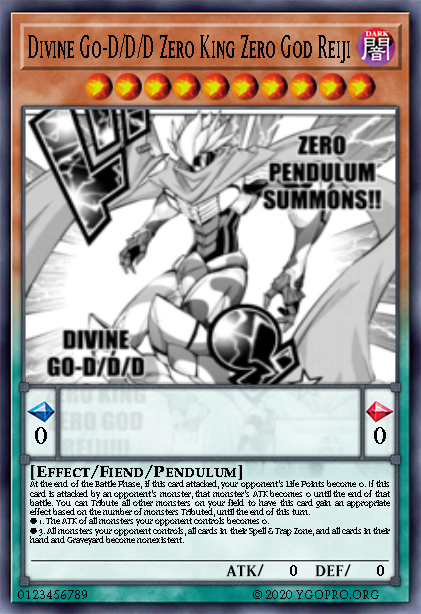 Divine Go-D/D/D Zero King Zero God Reiji
DARK
闇
ZERO
PENDULUM
SUMMONS!!
DIVINE
GO-D/D/D
ZERO KING
ZERO GOD
REIJI!!!
0 0
[Effect/Fiend/Pendulum]
At the end of the Battle Phase, if this card attacked, your opponent's Life Points become 0. If this
card is attacked by an opponent's monster, that monster's ATK becomes 0 until the end of that
battle. You can Tribute all other monsters on your field to have this card gain an appropriate
effect based on the number of monsters Tributed, until the end of this turn.
● 1. The ATK of all monsters your opponent controls becomes 0.
● 2. All monsters your opponent controls, all cards in their Spell & Trap Zone, and all cards in their
hand and Graveyard become nonexistent.
ATK/ 0 DEF/ 0
0123456789 © 2020 YGOPRO.ORG